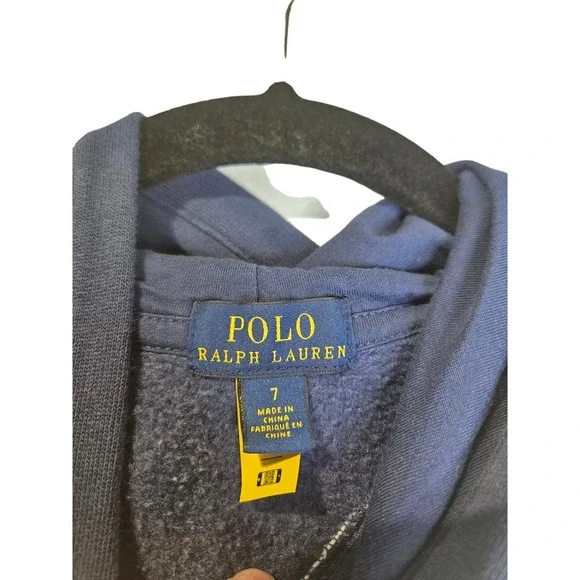 POLO
RALPH LAUREN
7
MADE IN
CHINA
FABRIQUÉ EN
CHINE